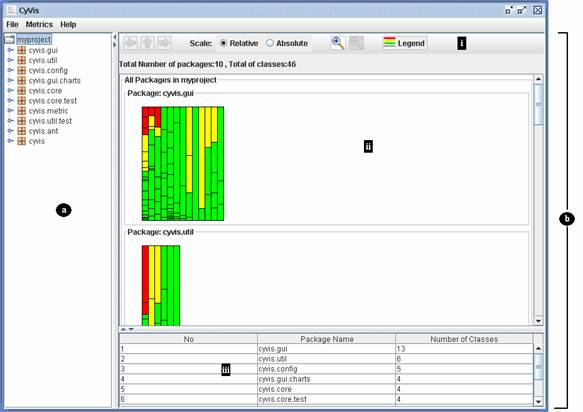 CyVis
File Metrics Help
myproject
cyvis.gui
cyvis.util
cyvis.config
cyvis.gui.charts
cyvis.core
cyvis.core.test
cyvis.metric
cyvis.util.test
cyvis.ant
cyvis
a
Scale: Relative Absolute Legend i
Total Number of packages:10 , Total of classes:46
All Packages in myproject
Package: cyvis.gui
ii
Package: cyvis.util
No Package Name Number of Classes
1 cyvis.gui 13
2 cyvis.util 6
3 cyvis.config 5
4 cyvis.gui.charts 4
5 cyvis.core 4
6 cyvis.core.test 4
iii
b